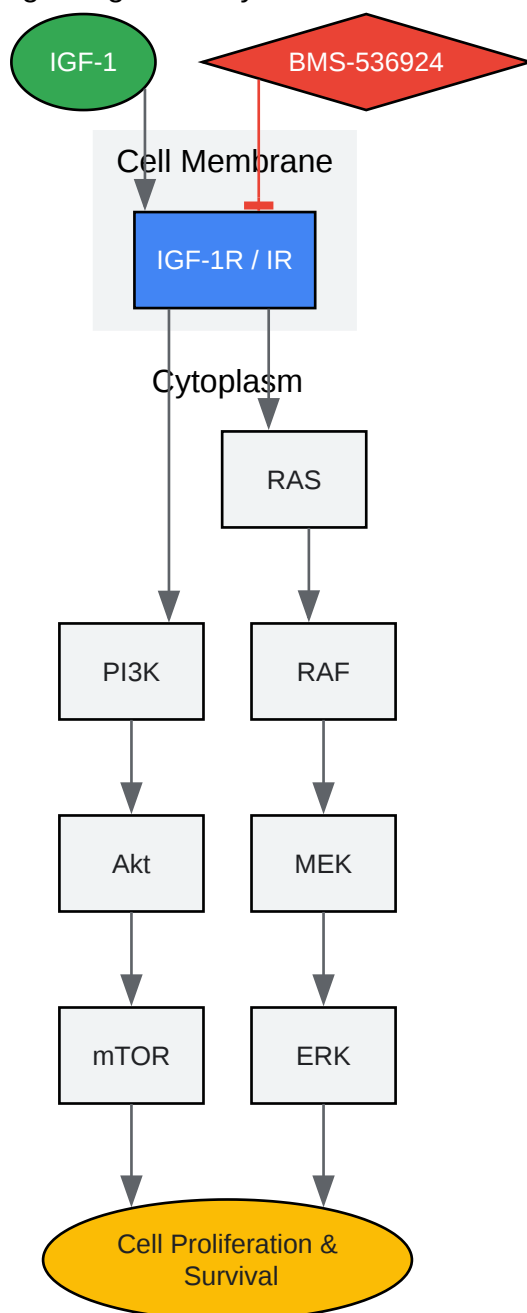 IGF-1
BMS-536924
Cell Membrane
IGF-1R / IR
Cytoplasm
RAS
PI3K
RAF
Akt
MEK
mTOR
ERK
Cell Proliferation &
Survival